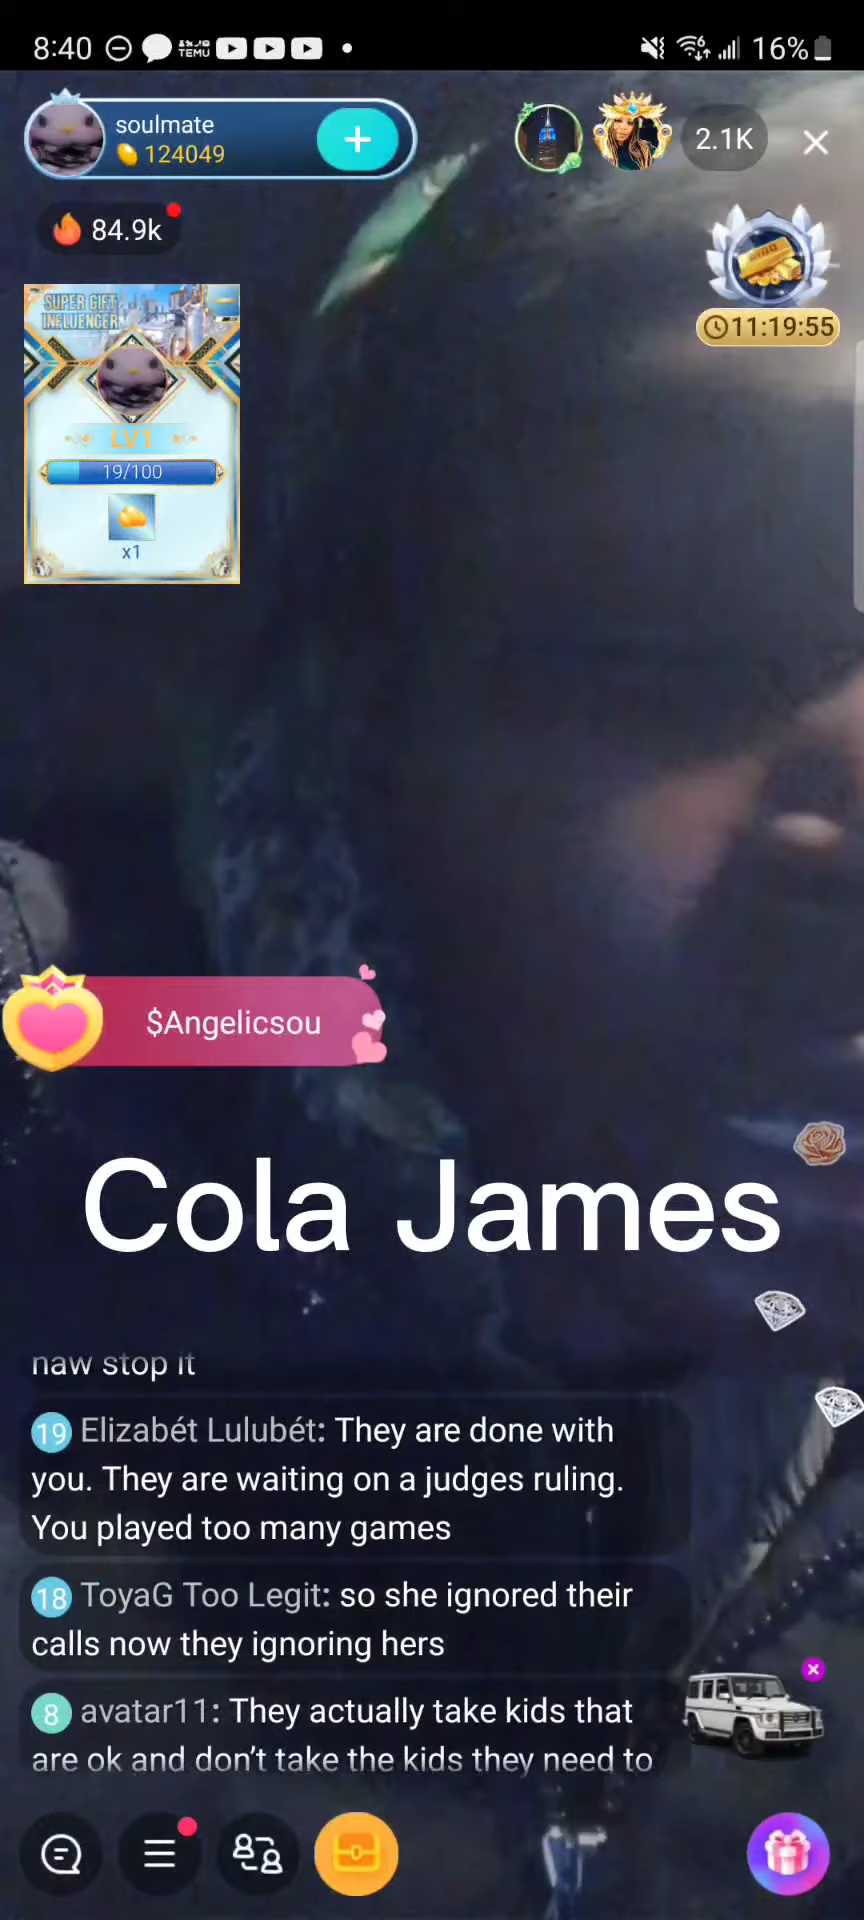 8:40
TEMU
16%
soulmate
124049
2.1K
84.9k
11:19:55
SUPER GIFT
INFLUENCER
LV1
19/100
x1
$Angelicsou
Cola James
naw stop it
19 Elizabét Lulubét: They are done with
you. They are waiting on a judges ruling.
You played too many games
18 ToyaG Too Legit: so she ignored their
calls now they ignoring hers
8 avatar11: They actually take kids that
are ok and don't take the kids they need to